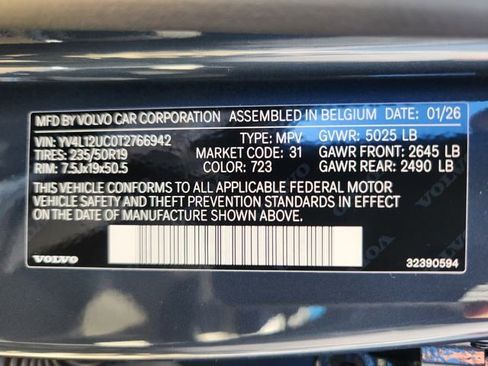 MFD BY VOLVO CAR CORPORATION ASSEMBLED IN BELGIUM DATE: 01/26
VIN: YV4L12UC0T2766942 TYPE: MPV GVWR: 5025 LB
TIRES: 235/50R19 MARKET CODE: 31 GAWR FRONT: 2645 LB
RIM: 7.5Jx19x50.5 COLOR: 723 GAWR REAR: 2490 LB
THIS VEHICLE CONFORMS TO ALL APPLICABLE FEDERAL MOTOR
VEHICLE SAFETY AND THEFT PREVENTION STANDARDS IN EFFECT
ON THE DATE OF MANUFACTURE SHOWN ABOVE.
VOLVO 32390594